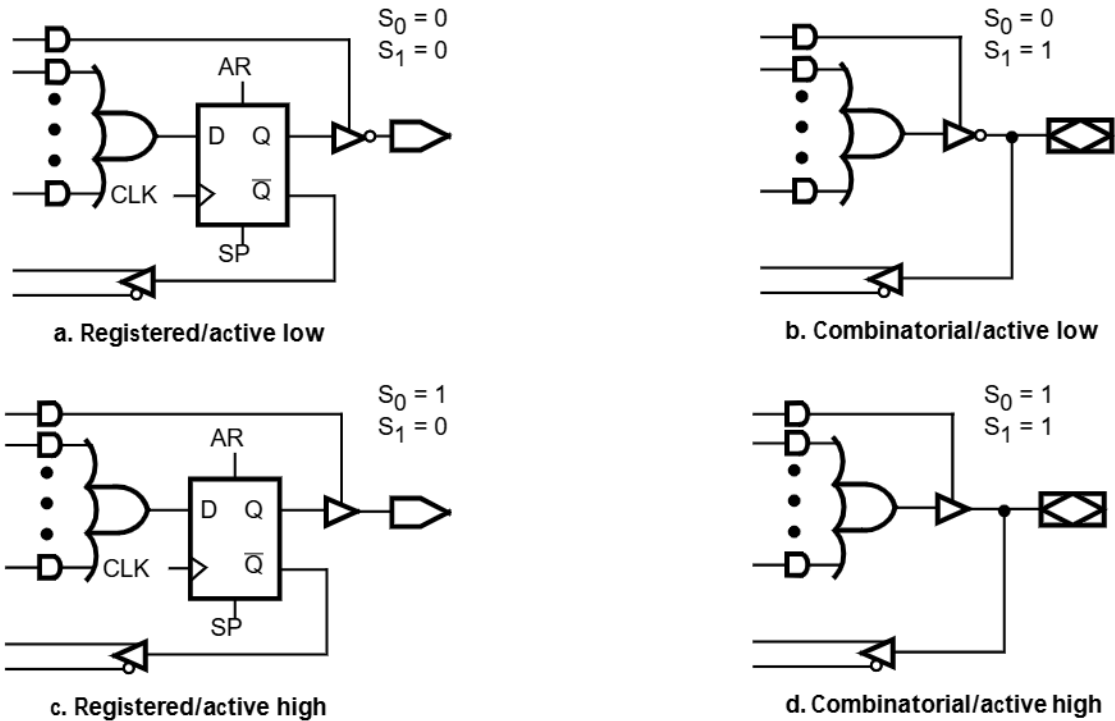 S0 = 0
S1 = 0
AR
D Q
CLK Q̅
SP
a. Registered/active low
S0 = 0
S1 = 1
b. Combinatorial/active low
S0 = 1
S1 = 0
AR
D Q
CLK Q̅
SP
c. Registered/active high
S0 = 1
S1 = 1
d. Combinatorial/active high